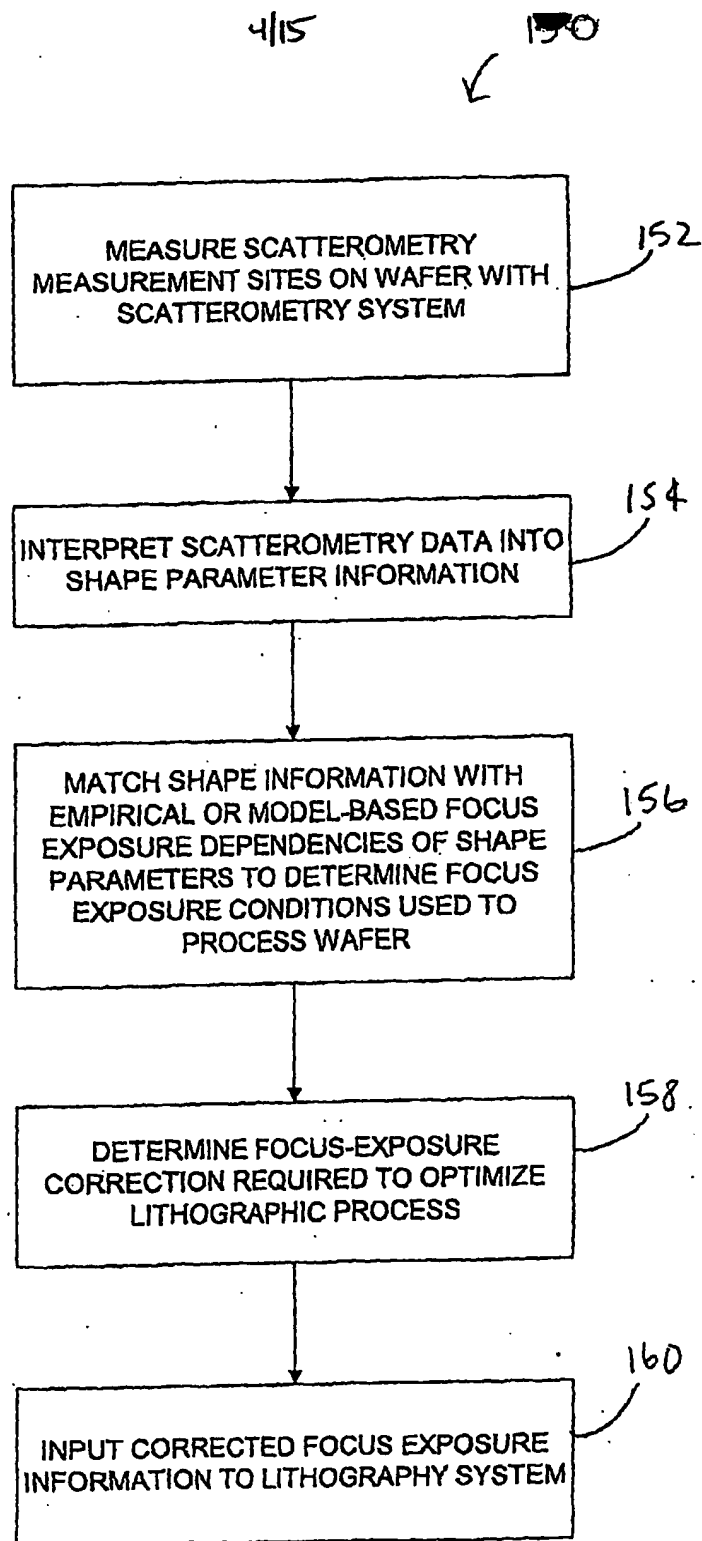 4/15
150
MEASURE SCATTEROMETRY
MEASUREMENT SITES ON WAFER WITH
SCATTEROMETRY SYSTEM
152
INTERPRET SCATTEROMETRY DATA INTO
SHAPE PARAMETER INFORMATION
154
MATCH SHAPE INFORMATION WITH
EMPIRICAL OR MODEL-BASED FOCUS
EXPOSURE DEPENDENCIES OF SHAPE
PARAMETERS TO DETERMINE FOCUS
EXPOSURE CONDITIONS USED TO
PROCESS WAFER
156
DETERMINE FOCUS-EXPOSURE
CORRECTION REQUIRED TO OPTIMIZE
LITHOGRAPHIC PROCESS
158
INPUT CORRECTED FOCUS EXPOSURE
INFORMATION TO LITHOGRAPHY SYSTEM
160